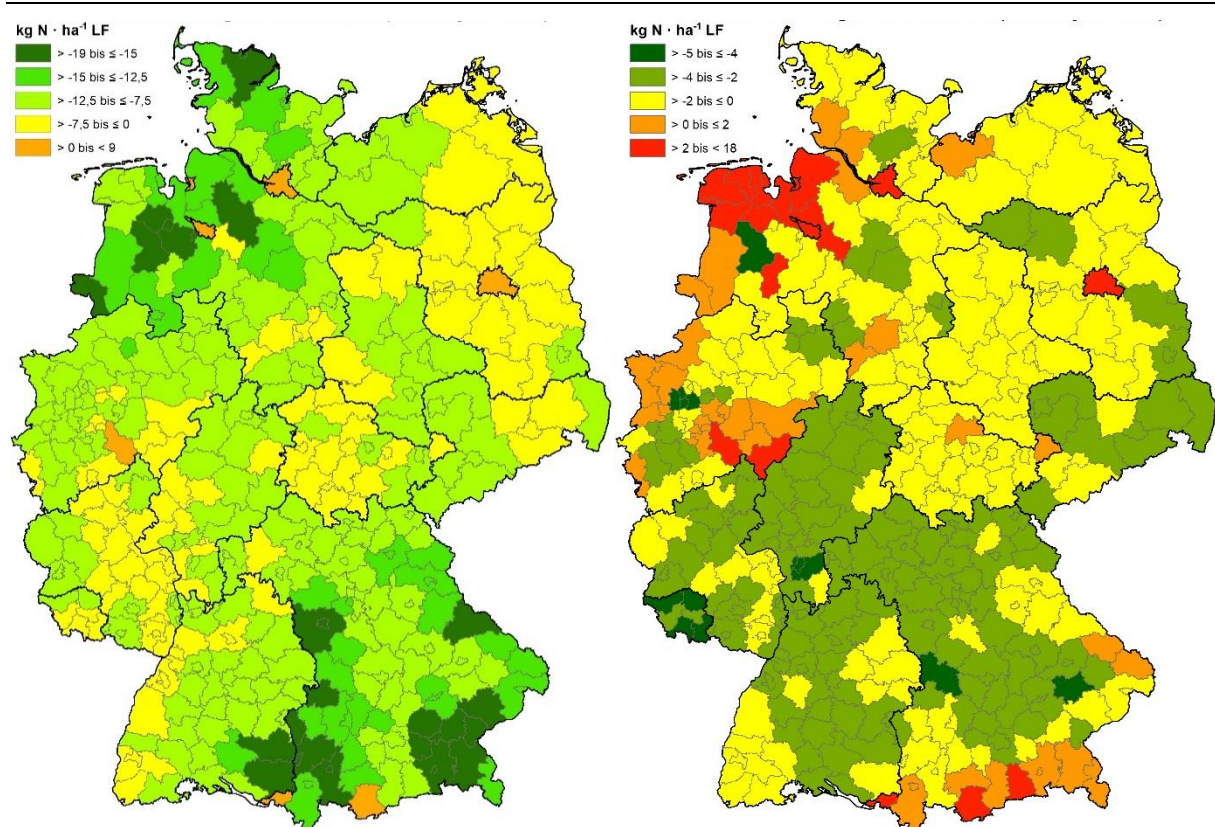 kg N · ha⁻¹ LF
> -19 bis ≤ -15
> -15 bis ≤ -12,5
> -12,5 bis ≤ -7,5
> -7,5 bis ≤ 0
> 0 bis < 9
kg N · ha⁻¹ LF
> -5 bis ≤ -4
> -4 bis ≤ -2
> -2 bis ≤ 0
> 0 bis ≤ 2
> 2 bis < 18